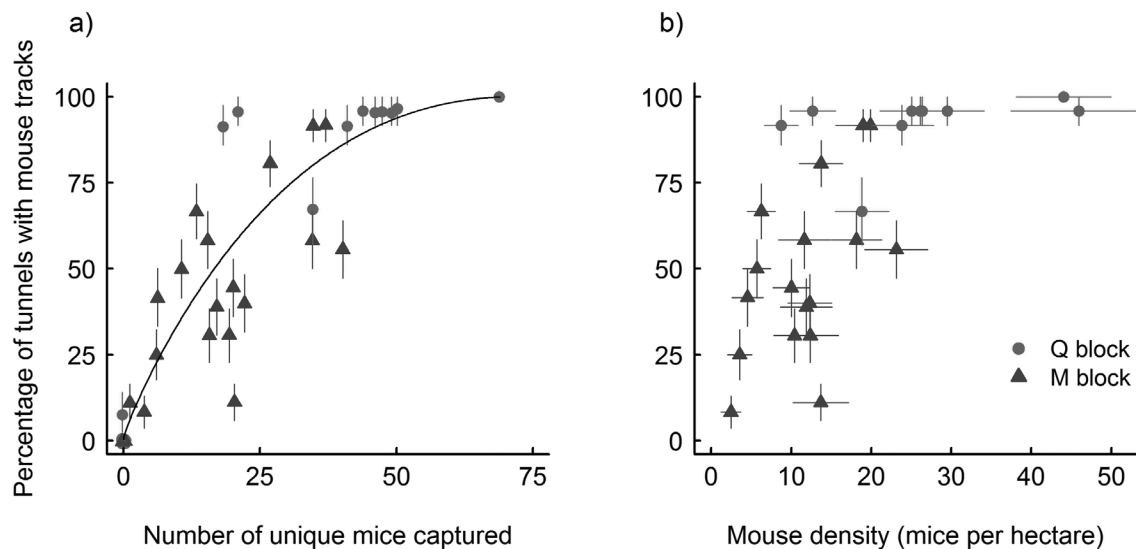 a)
Percentage of tunnels with mouse tracks
100
75
50
25
0
0 25 50 75
Number of unique mice captured
b)
100
75
50
25
0
Q block
M block
0 10 20 30 40 50
Mouse density (mice per hectare)